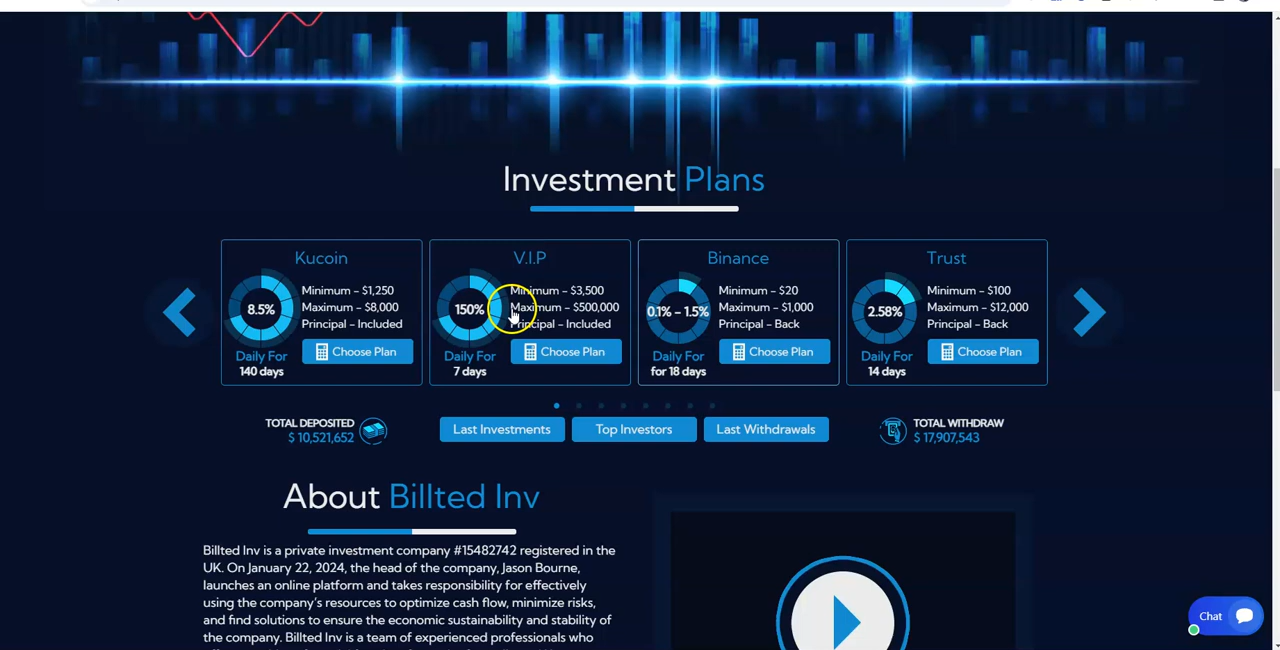 Investment Plans
Kucoin
8.5%
Minimum - $1,250
Maximum - $8,000
Principal - Included
Daily For
140 days
Choose Plan
V.I.P
150%
Minimum - $3,500
Maximum - $500,000
Principal - Included
Daily For
7 days
Choose Plan
Binance
0.1% - 1.5%
Minimum - $20
Maximum - $1,000
Principal - Back
Daily For
for 18 days
Choose Plan
Trust
2.58%
Minimum - $100
Maximum - $12,000
Principal - Back
Daily For
14 days
Choose Plan
TOTAL DEPOSITED
$ 10,521,652
Last Investments
Top Investors
Last Withdrawals
TOTAL WITHDRAW
$ 17,907,543
About Billted Inv
Billted Inv is a private investment company #15482742 registered in the
UK. On January 22, 2024, the head of the company, Jason Bourne,
launches an online platform and takes responsibility for effectively
using the company's resources to optimize cash flow, minimize risks,
and find solutions to ensure the economic sustainability and stability of
the company. Billted Inv is a team of experienced professionals who
Chat